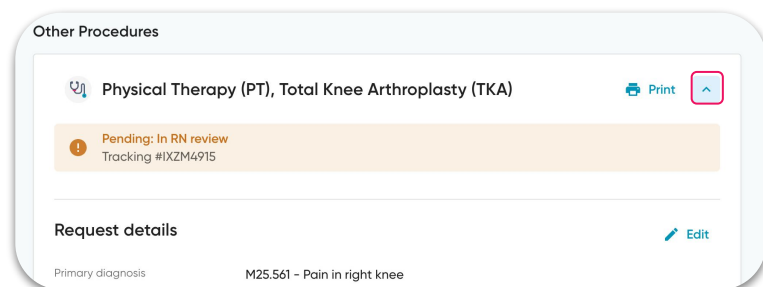 Other Procedures
Physical Therapy (PT), Total Knee Arthroplasty (TKA)
Print
Pending: In RN review
Tracking #IXZM4915
Request details
Edit
Primary diagnosis
M25.561 - Pain in right knee